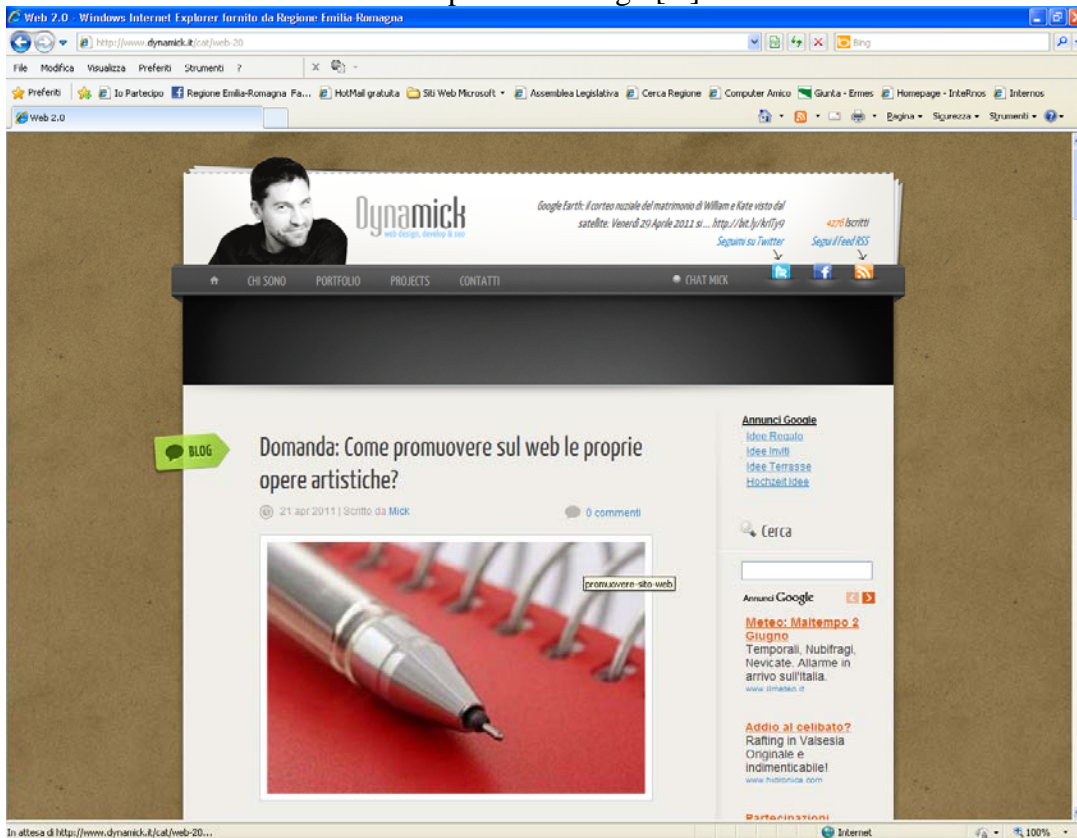 Web 2.0 - Windows Internet Explorer fornito da Regione Emilia-Romagna
http://www.dynamick.it/cat/web-20
Bing
File Modifica Visualizza Preferiti Strumenti ?
Preferiti Io Partecipo Regione Emilia-Romagna Fa... HotMail gratuita Siti Web Microsoft Assemblea Legislativa Cerca Regione Computer Amico Giunta - Ermes Homepage - InteRnos Internos
Web 2.0
Pagina Sicurezza Strumenti
Dynamick
web design, develop & seo
Google Earth: il corteo nuziale del matrimonio di William e Kate visto dal
satellite: Venerdì 29 Aprile 2011 si ... http://bit.ly/kriTy9
4276 Iscritti
Seguimi su Twitter
Segui il Feed RSS
CHI SONO PORTFOLIO PROJECTS CONTATTI
CHAT MICK
BLOG
Domanda: Come promuovere sul web le proprie
opere artistiche?
21 apr 2011 | Scritto da Mick
0 commenti
promuovere-sito-web
Annunci Google
Idee Regalo
Idee Inviti
Idee Terrasse
Hochzeit Idee
Cerca
Annunci Google
Meteo: Maltempo 2
Giugno
Temporali, Nubifragi,
Nevicate. Allarme in
arrivo sull'Italia.
www.ilmeteo.it
Addio al celibato?
Rafting in Valsesia
Originale e
indimenticabile!
Partecipazioni
In attesa di http://www.dynamick.it/cat/web-20...
Internet
100%